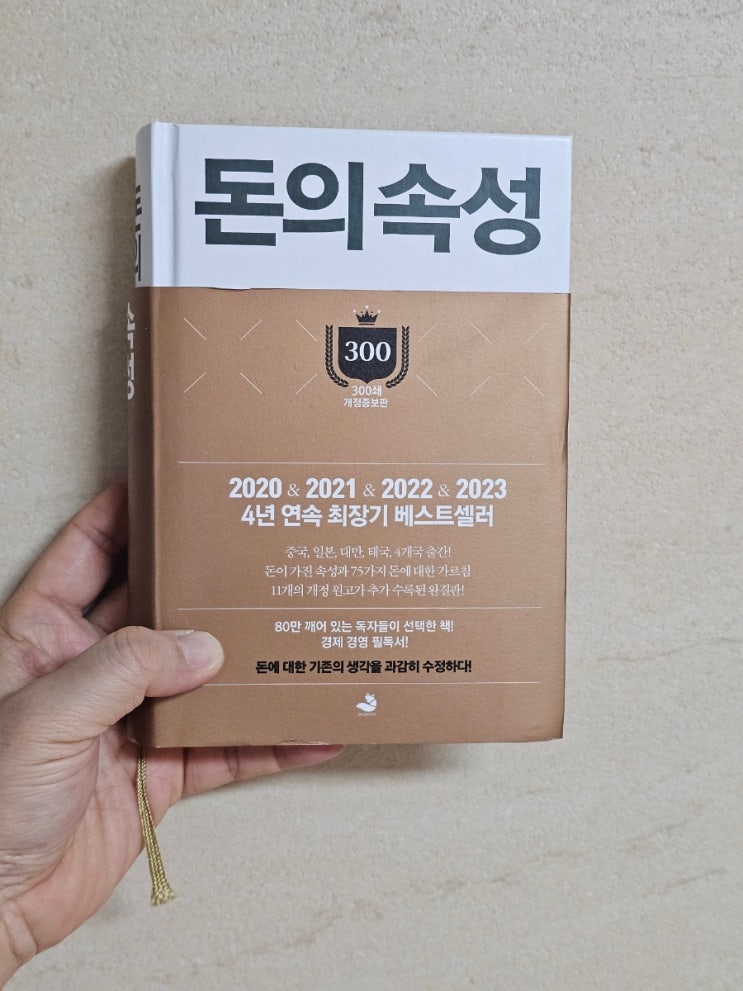 돈의 속성
300
300쇄
개정증보판
2020 & 2021 & 2022 & 2023
4년 연속 최장기 베스트셀러
중국, 일본, 대만, 태국, 4개국 출간!
돈이 가진 속성과 75가지 돈에 대한 가르침
11개의 개정 원고가 추가 수록된 완결판!
80만 깨어 있는 독자들이 선택한 책!
경제 경영 필독서!
돈에 대한 기존의 생각을 과감히 수정하다!